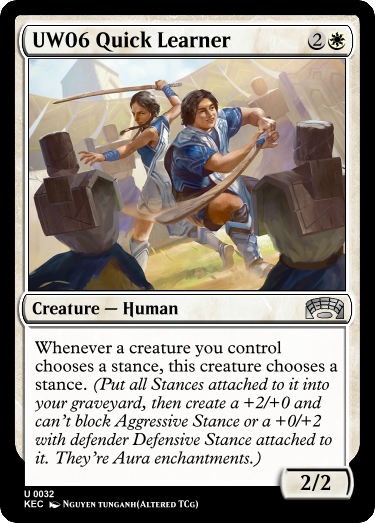 UW06 Quick Learner 2
Creature — Human
Whenever a creature you control
chooses a stance, this creature chooses a
stance. (Put all Stances attached to it into
your graveyard, then create a +2/+0 and
can't block Aggressive Stance or a +0/+2
with defender Defensive Stance attached to
it. They're Aura enchantments.)
2/2
U 0032
KEC Nguyen tunganh(Altered TCg)